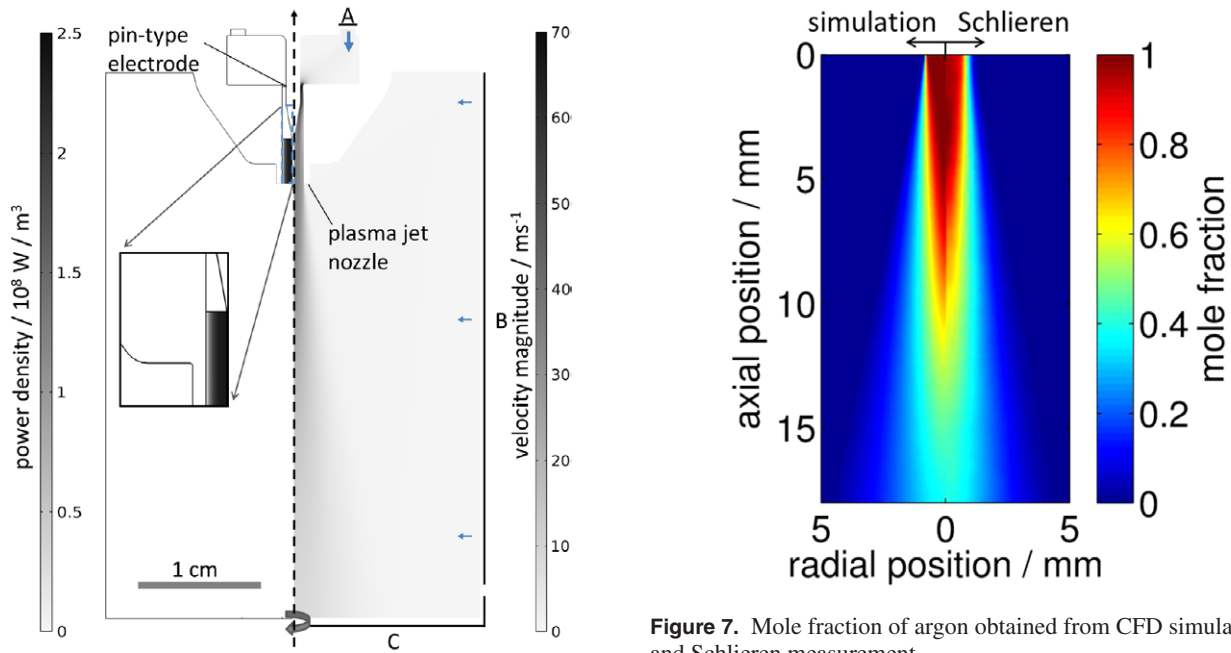 2.5
2
1.5
1
0.5
0
power density / 10⁸ W / m³
pin-type
electrode
A
plasma jet
nozzle
B
1 cm
C
70
60
50
40
30
20
10
0
velocity magnitude / ms⁻¹
simulation Schlieren
0
5
10
15
axial position / mm
5 0 5
radial position / mm
1
0.8
0.6
0.4
0.2
0
mole fraction
Figure 7. Mole fraction of argon obtained from CFD simula
and Schlieren measurement